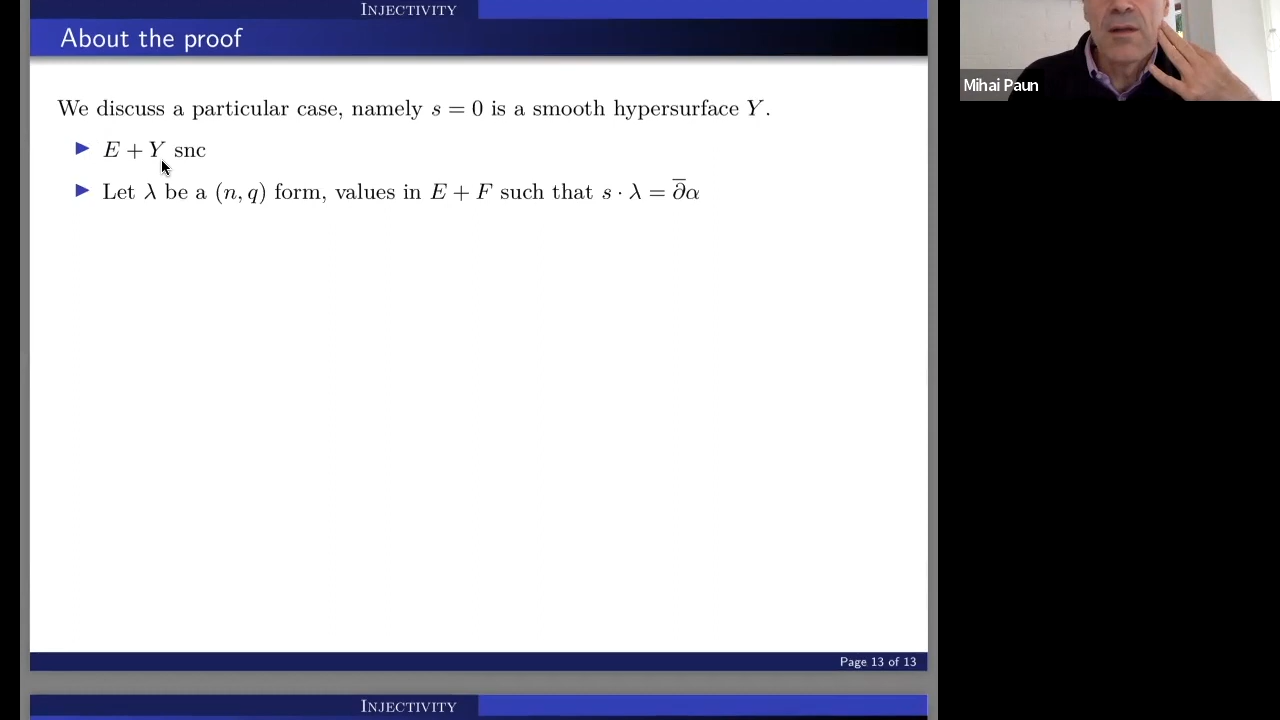 INJECTIVITY
About the proof
We discuss a particular case, namely s = 0 is a smooth hypersurface Y.
▶ E + Y snc
▶ Let λ be a (n, q) form, values in E + F such that s · λ = ∂̄α
Page 13 of 13
INJECTIVITY
Mihai Paun